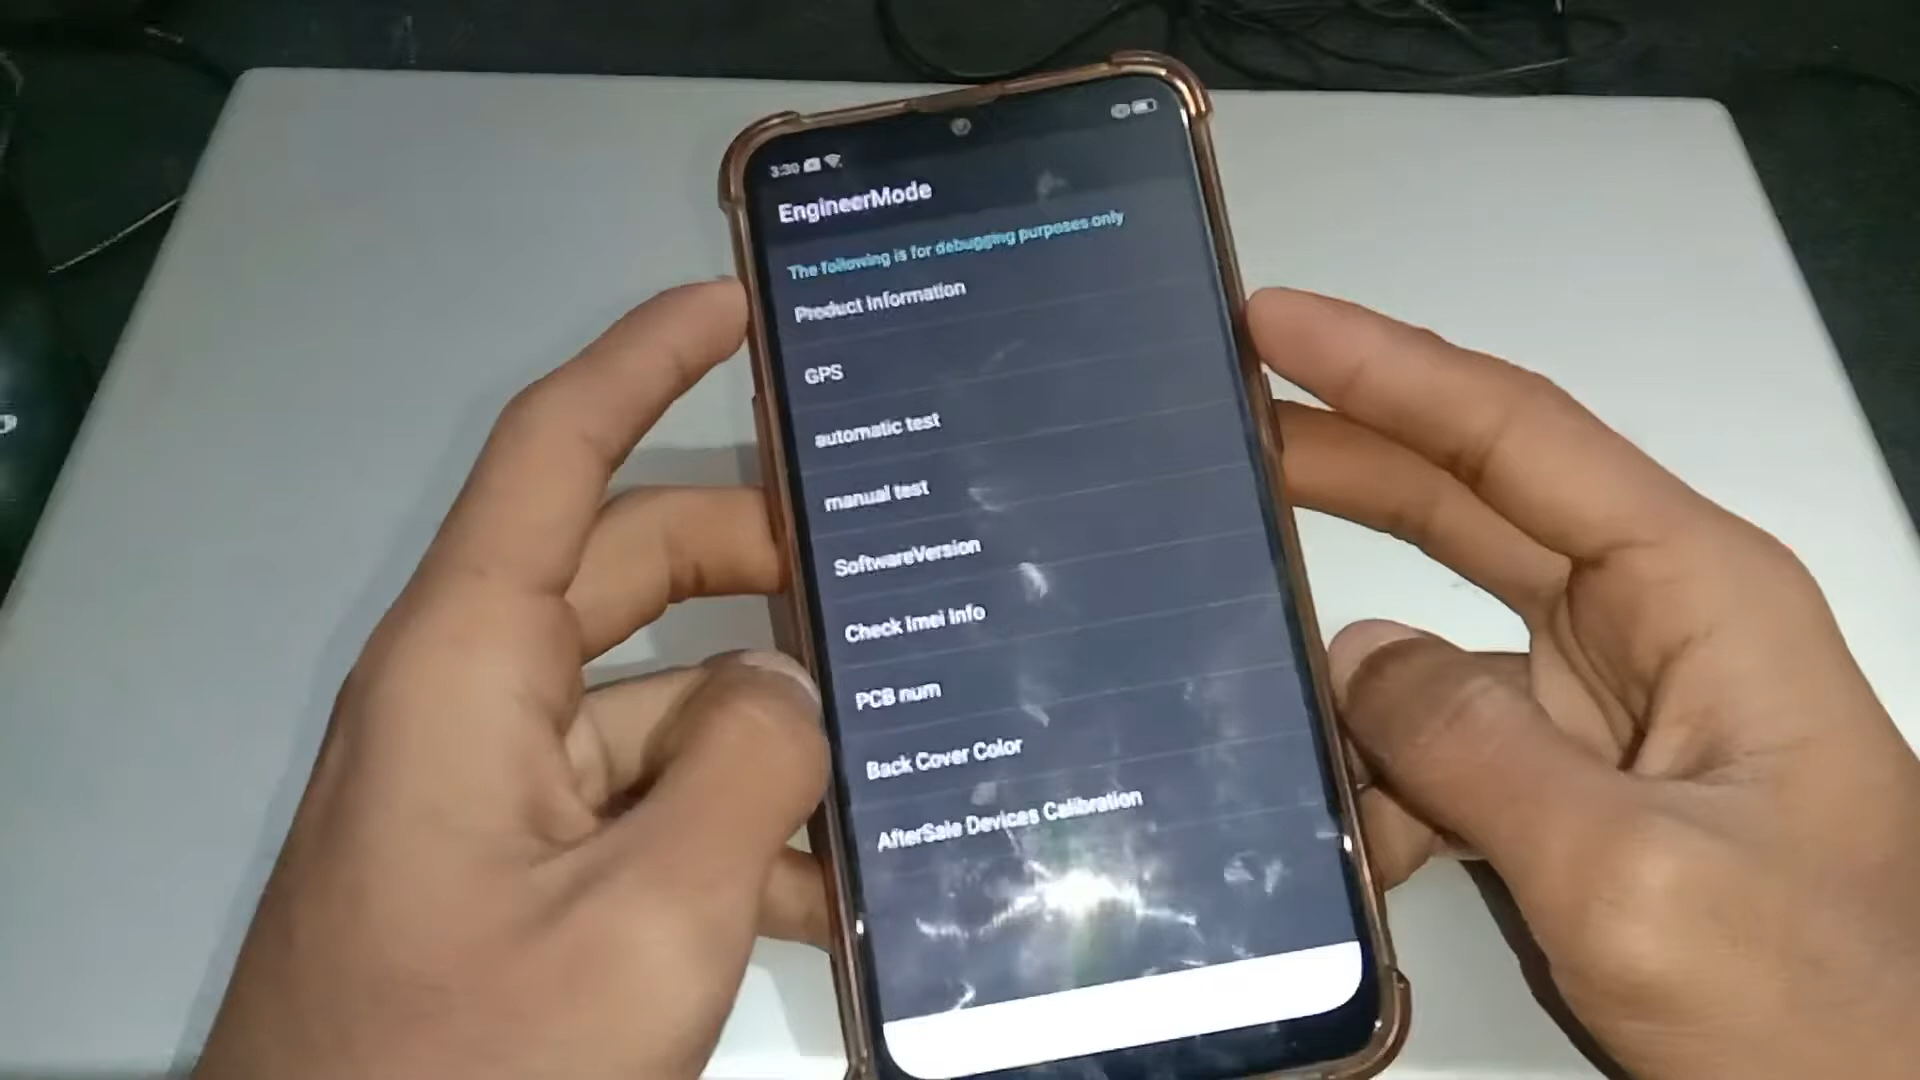 3:30
EngineerMode
The following is for debugging purposes only
Product Information
GPS
automatic test
manual test
SoftwareVersion
Check Imei Info
PCB num
Back Cover Color
AfterSale Devices Calibration